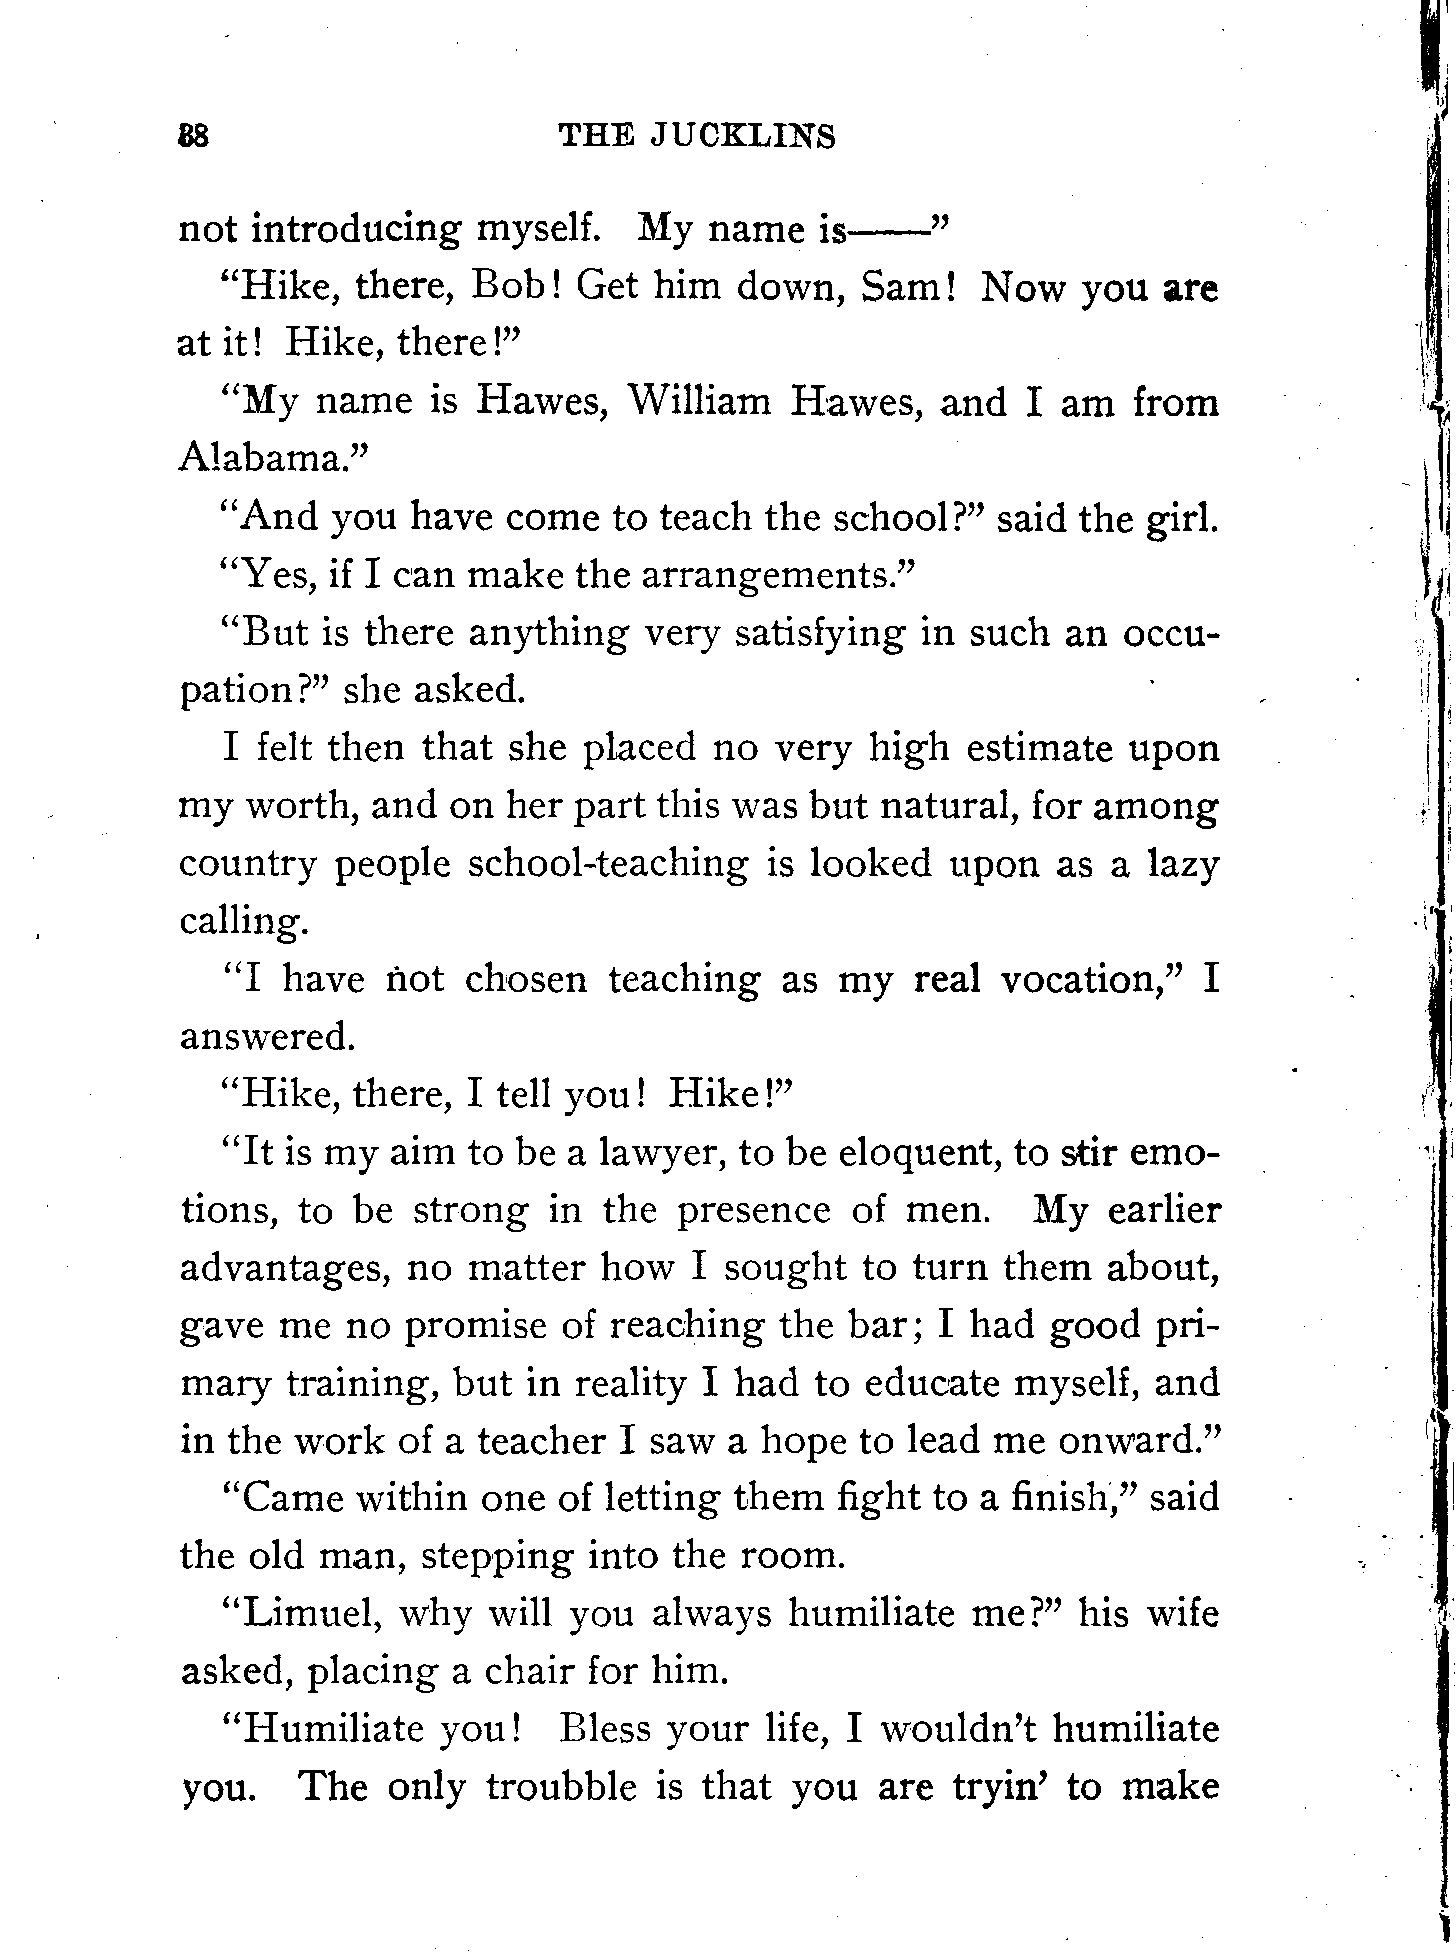 38 THE JUCKLINS
not introducing myself. My name is——”
“Hike, there, Bob! Get him down, Sam! Now you are
at it! Hike, there!”
“My name is Hawes, William Hawes, and I am from
Alabama.”
“And you have come to teach the school?” said the girl.
“Yes, if I can make the arrangements.”
“But is there anything very satisfying in such an occu-
pation?” she asked.
I felt then that she placed no very high estimate upon
my worth, and on her part this was but natural, for among
country people school-teaching is looked upon as a lazy
calling.
“I have not chosen teaching as my real vocation,” I
answered.
“Hike, there, I tell you! Hike!”
“It is my aim to be a lawyer, to be eloquent, to stir emo-
tions, to be strong in the presence of men. My earlier
advantages, no matter how I sought to turn them about,
gave me no promise of reaching the bar; I had good pri-
mary training, but in reality I had to educate myself, and
in the work of a teacher I saw a hope to lead me onward.”
“Came within one of letting them fight to a finish,” said
the old man, stepping into the room.
“Limuel, why will you always humiliate me?” his wife
asked, placing a chair for him.
“Humiliate you! Bless your life, I wouldn’t humiliate
you. The only troubble is that you are tryin’ to make